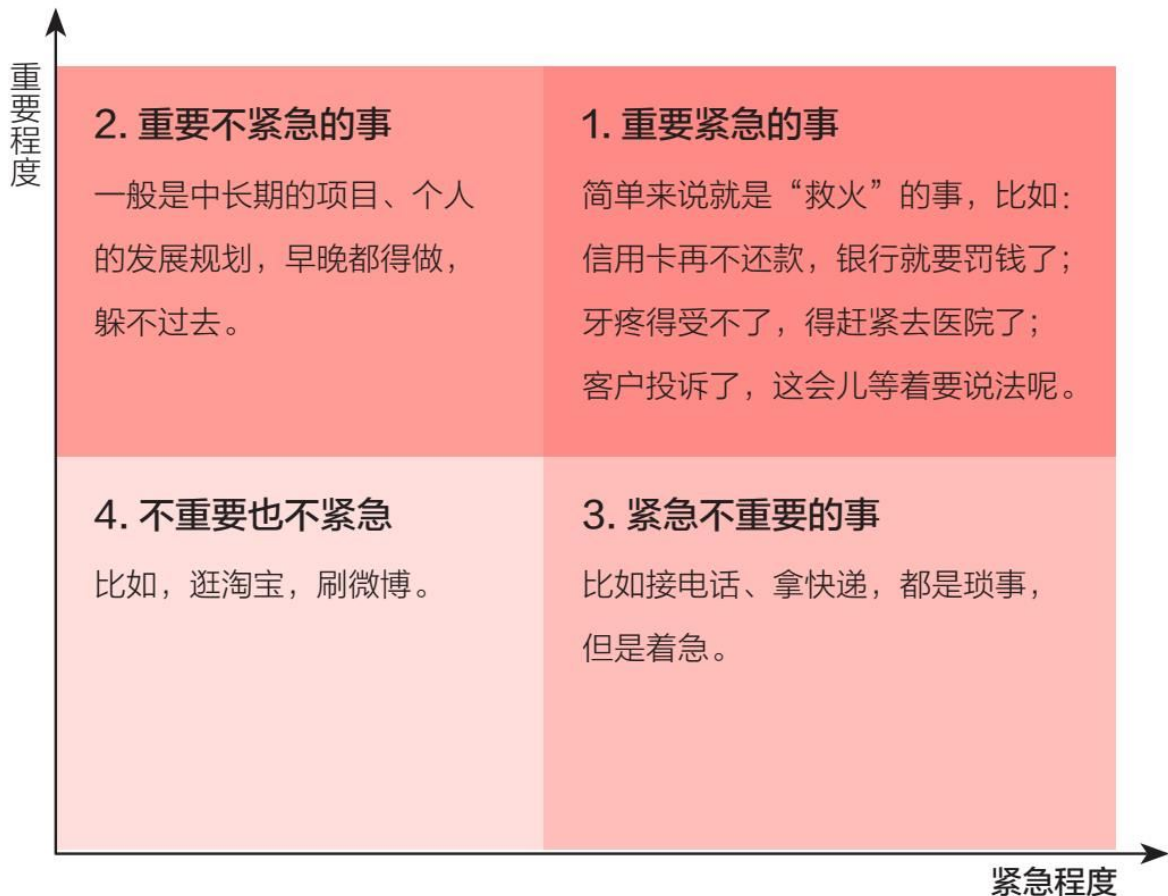 重要程度
2. 重要不紧急的事
一般是中长期的项目、个人
的发展规划，早晚都得做，
躲不过去。
1. 重要紧急的事
简单来说就是“救火”的事，比如：
信用卡再不还款，银行就要罚钱了；
牙疼得受不了，得赶紧去医院了；
客户投诉了，这会儿等着要说法呢。
4. 不重要也不紧急
比如，逛淘宝，刷微博。
3. 紧急不重要的事
比如接电话、拿快递，都是琐事，
但是着急。
紧急程度